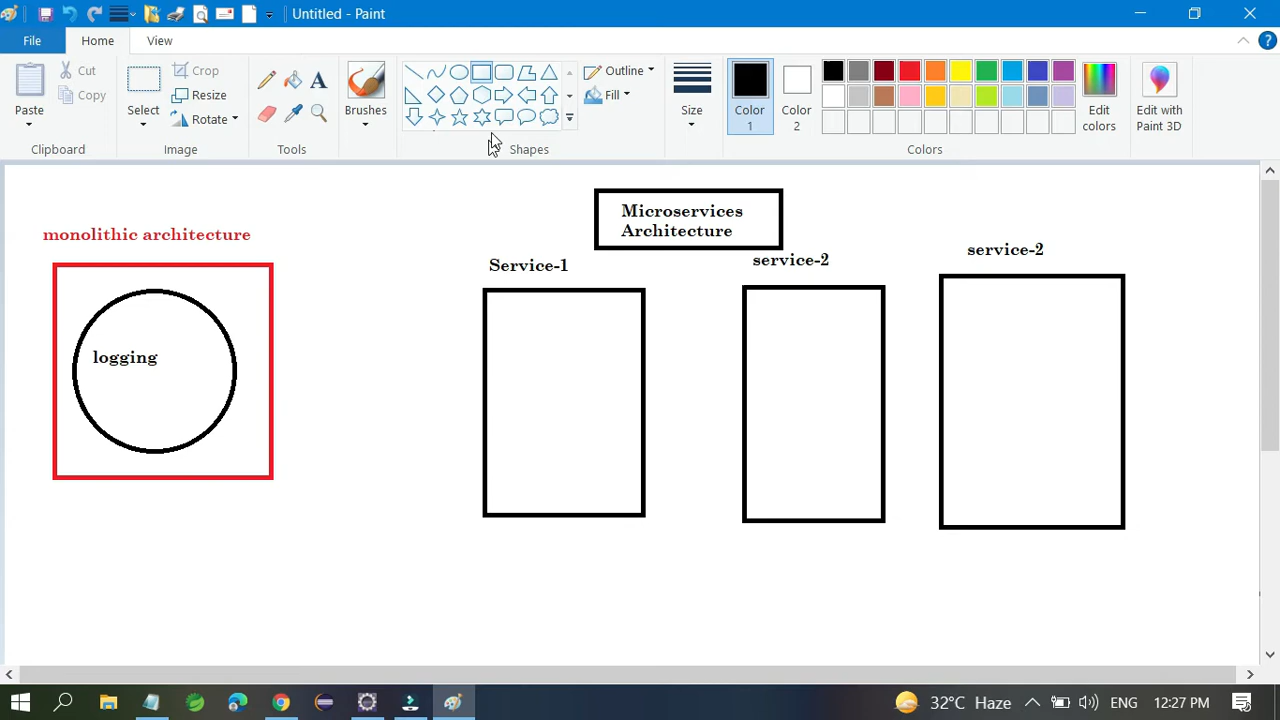 Untitled - Paint
File
Home
View
Paste
Cut
Copy
Clipboard
Select
Crop
Resize
Rotate
Image
A
Tools
Brushes
Shapes
Outline
Fill
Size
Color
1
Color
2
Colors
Edit
colors
Edit with
Paint 3D
Microservices
Architecture
monolithic architecture
Service-1
service-2
service-2
logging
32°C Haze
ENG
12:27 PM